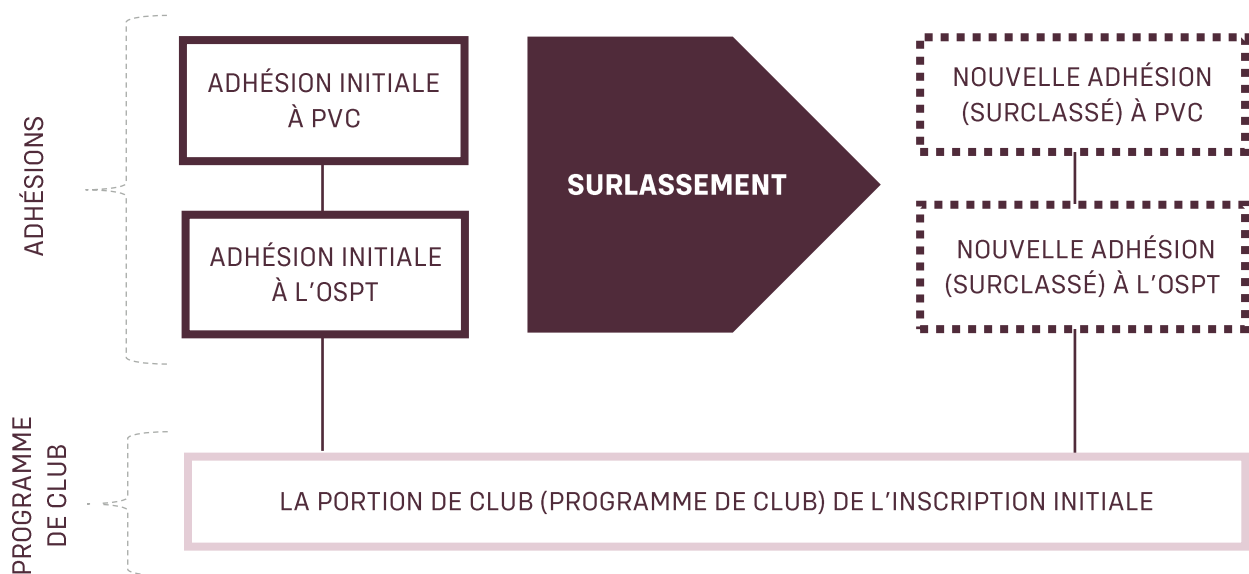 ADHÉSIONS
ADHÉSION INITIALE
À PVC
ADHÉSION INITIALE
À L'OSPT
SURLASSEMENT
NOUVELLE ADHÉSION
(SURCLASSÉ) À PVC
NOUVELLE ADHÉSION
(SURCLASSÉ) À L'OSPT
PROGRAMME
DE CLUB
LA PORTION DE CLUB (PROGRAMME DE CLUB) DE L'INSCRIPTION INITIALE